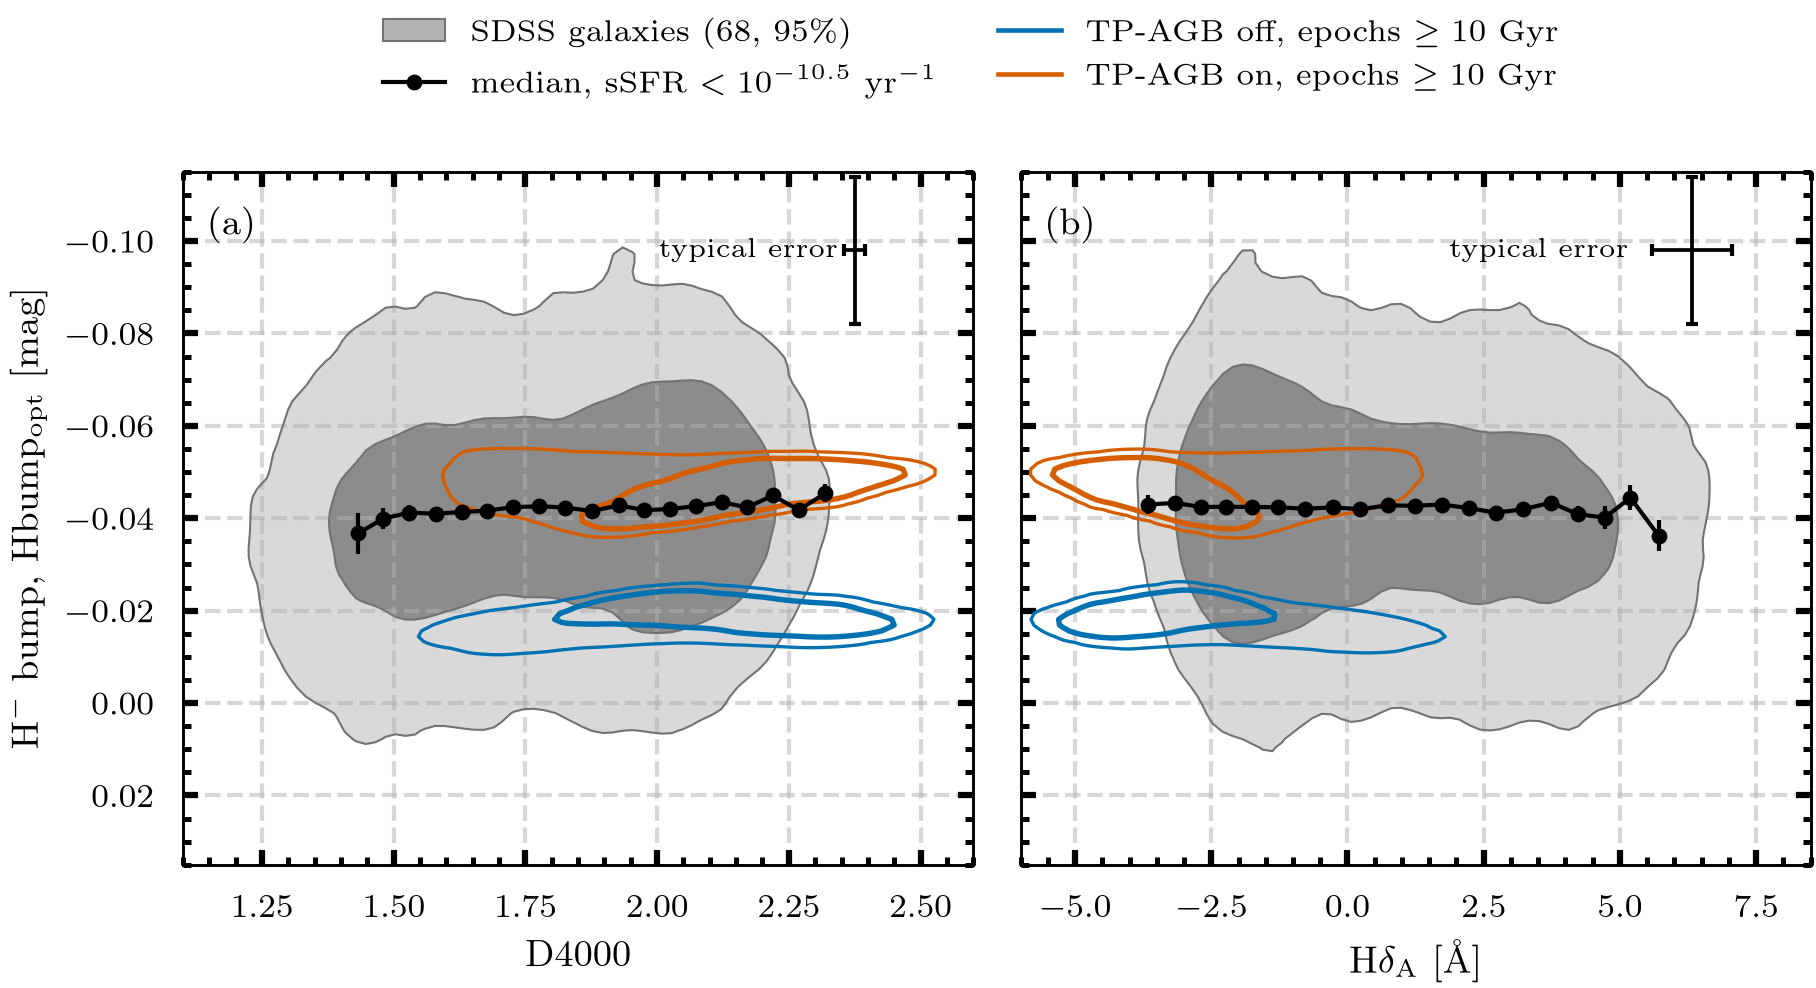 SDSS galaxies (68, 95%)
median, sSFR < 10^{−10.5} yr^{−1}
TP-AGB off, epochs ≥ 10 Gyr
TP-AGB on, epochs ≥ 10 Gyr
H^{−} bump, Hbump_{opt} [mag]
−0.10
−0.08
−0.06
−0.04
−0.02
0.00
0.02
(a)
typical error
1.25 1.50 1.75 2.00 2.25 2.50
D4000
(b)
typical error
−5.0 −2.5 0.0 2.5 5.0 7.5
Hδ_{A} [Å]